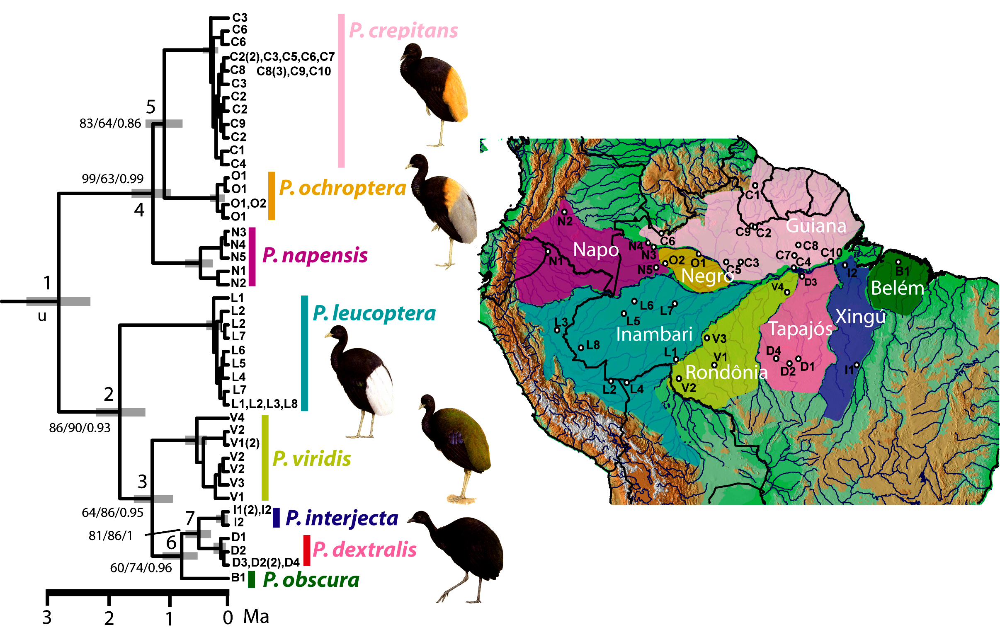 C3
C6
C6
C2(2),C3,C5,C6,C7
C8 C8(3),C9,C10
C3
C2
C2
C9
C2
C1
C4
P. crepitans
5
83/64/0.86
O1
O1
O1,O2
O1
P. ochroptera
99/63/0.99
4
N3
N4
N5
N1
N2
P. napensis
1
u
L1
L2
L2
L7
L6
L5
L4
L7
L1,L2,L3,L8
P. leucoptera
2
86/90/0.93
V4
V2
V1(2)
V2
V2
V3
V1
P. viridis
3
64/86/0.95
I1(2),I2
I2
P. interjecta
7
81/86/1
D1
D2
D3,D2(2),D4
P. dextralis
6
60/74/0.96
B1
P. obscura
3 2 1 0 Ma
C1
N2
Guiana
C9 C2
C6
N4
N3
Napo
C8
C7
C10
N1
O2
O1
C5
C3
C4
N5
Negro
I2
B1
D3
V4
Belém
L6
L7
L5
L3
Inambari
Tapajós
Xingú
V3
L8
L1
V1
D4
D2
D1
I1
Rondônia
L2
L4
V2